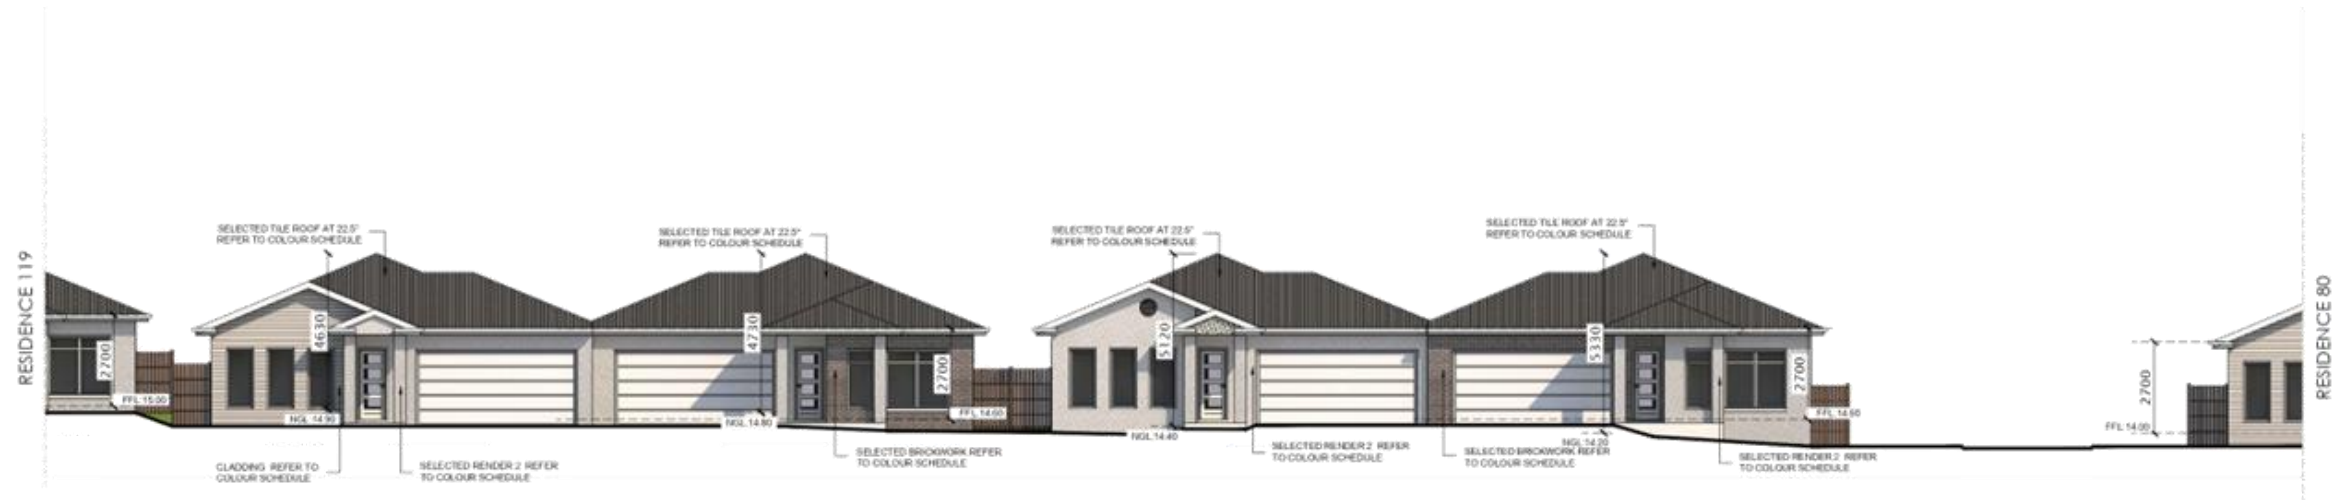 RESIDENCE 119
SELECTED TILE ROOF AT 22.5°
REFER TO COLOUR SCHEDULE
SELECTED TILE ROOF AT 22.5°
REFER TO COLOUR SCHEDULE
SELECTED TILE ROOF AT 22.5°
REFER TO COLOUR SCHEDULE
SELECTED TILE ROOF AT 22.5°
REFER TO COLOUR SCHEDULE
RESIDENCE 80
2700
4630
4730
2700
5120
5330
2700
2700
FFL 15.00
NGL 14.90
NGL 14.80
FFL 14.60
NGL 14.40
NGL 14.20
FFL 14.60
FFL 14.00
CLADDING REFER TO
COLOUR SCHEDULE
SELECTED RENDER 2 REFER
TO COLOUR SCHEDULE
SELECTED BRICKWORK REFER
TO COLOUR SCHEDULE
SELECTED RENDER 2 REFER
TO COLOUR SCHEDULE
SELECTED BRICKWORK REFER
TO COLOUR SCHEDULE
SELECTED RENDER 2 REFER
TO COLOUR SCHEDULE